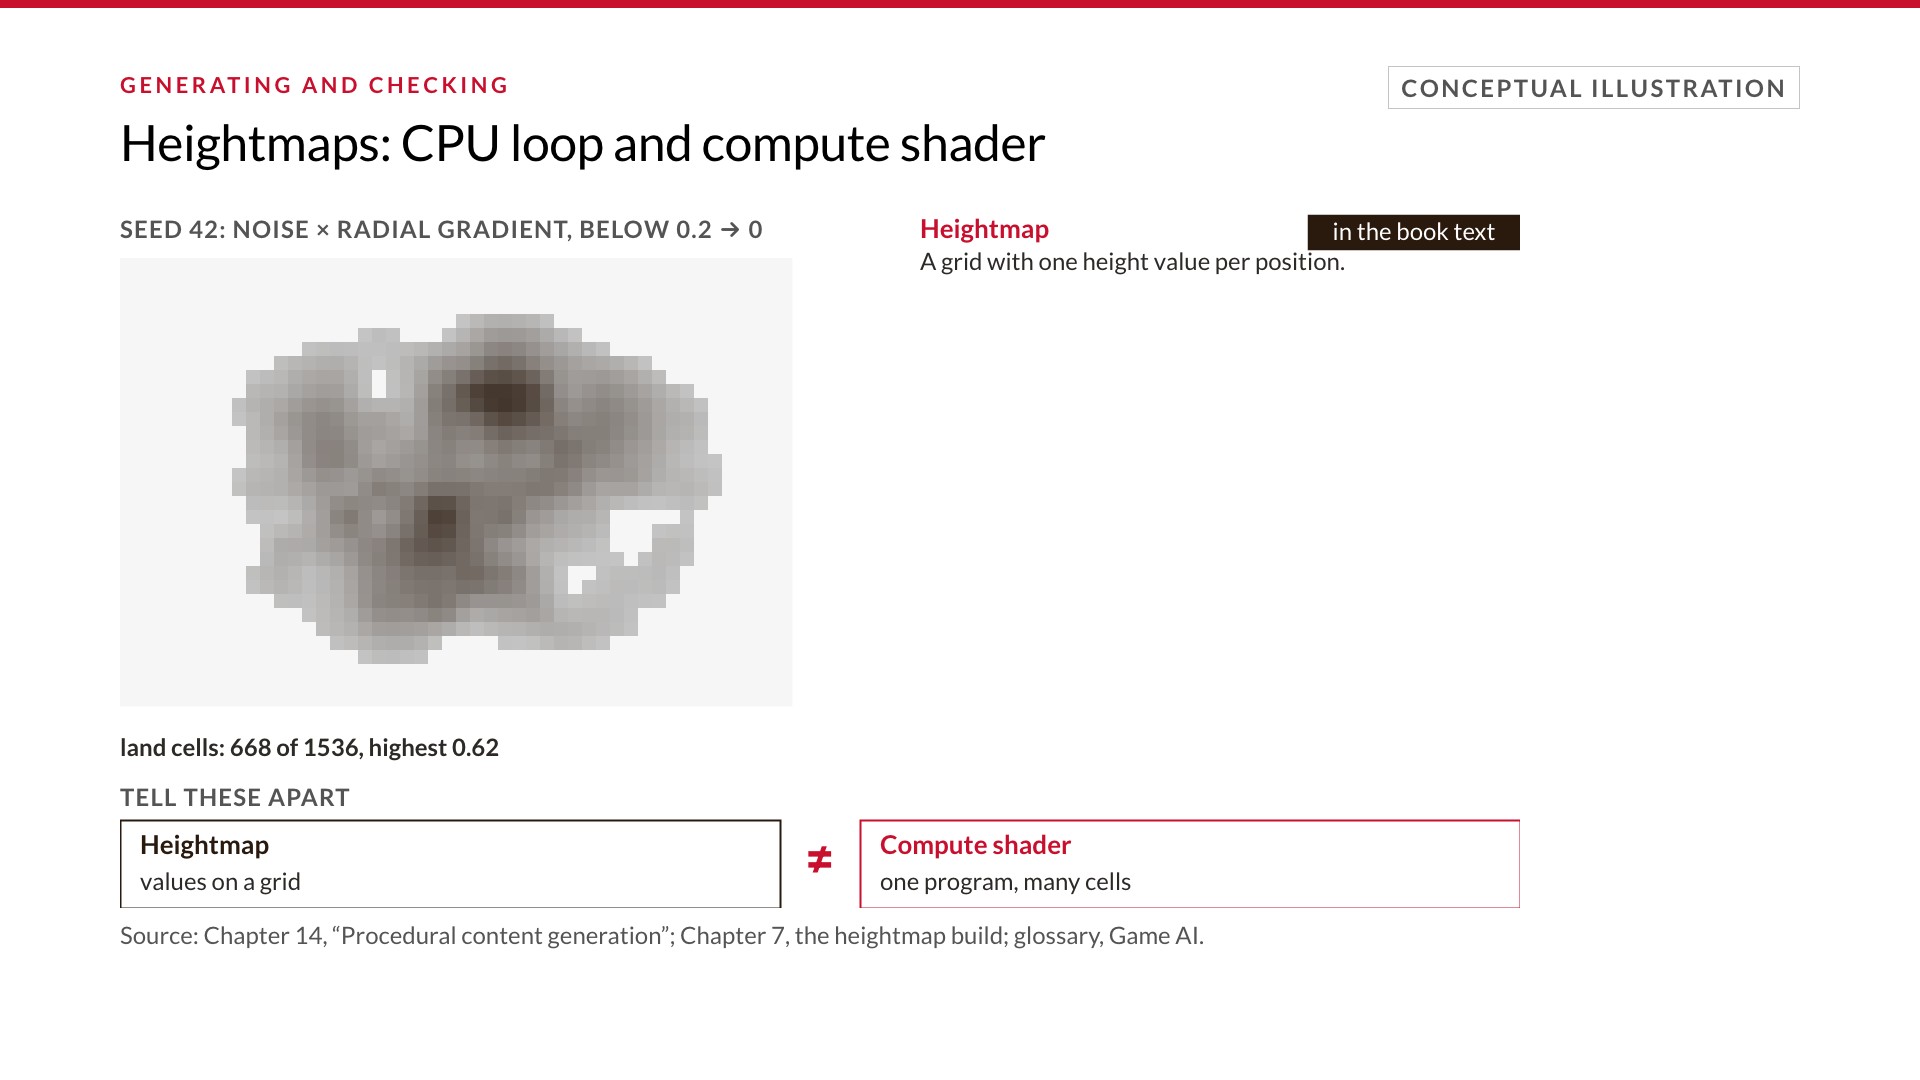 GENERATING AND CHECKING
CONCEPTUAL ILLUSTRATION
Heightmaps: CPU loop and compute shader
SEED 42: NOISE × RADIAL GRADIENT, BELOW 0.2 → 0
Heightmap
in the book text
A grid with one height value per position.
land cells: 668 of 1536, highest 0.62
TELL THESE APART
Heightmap
values on a grid
≠
Compute shader
one program, many cells
Source: Chapter 14, “Procedural content generation”; Chapter 7, the heightmap build; glossary, Game AI.